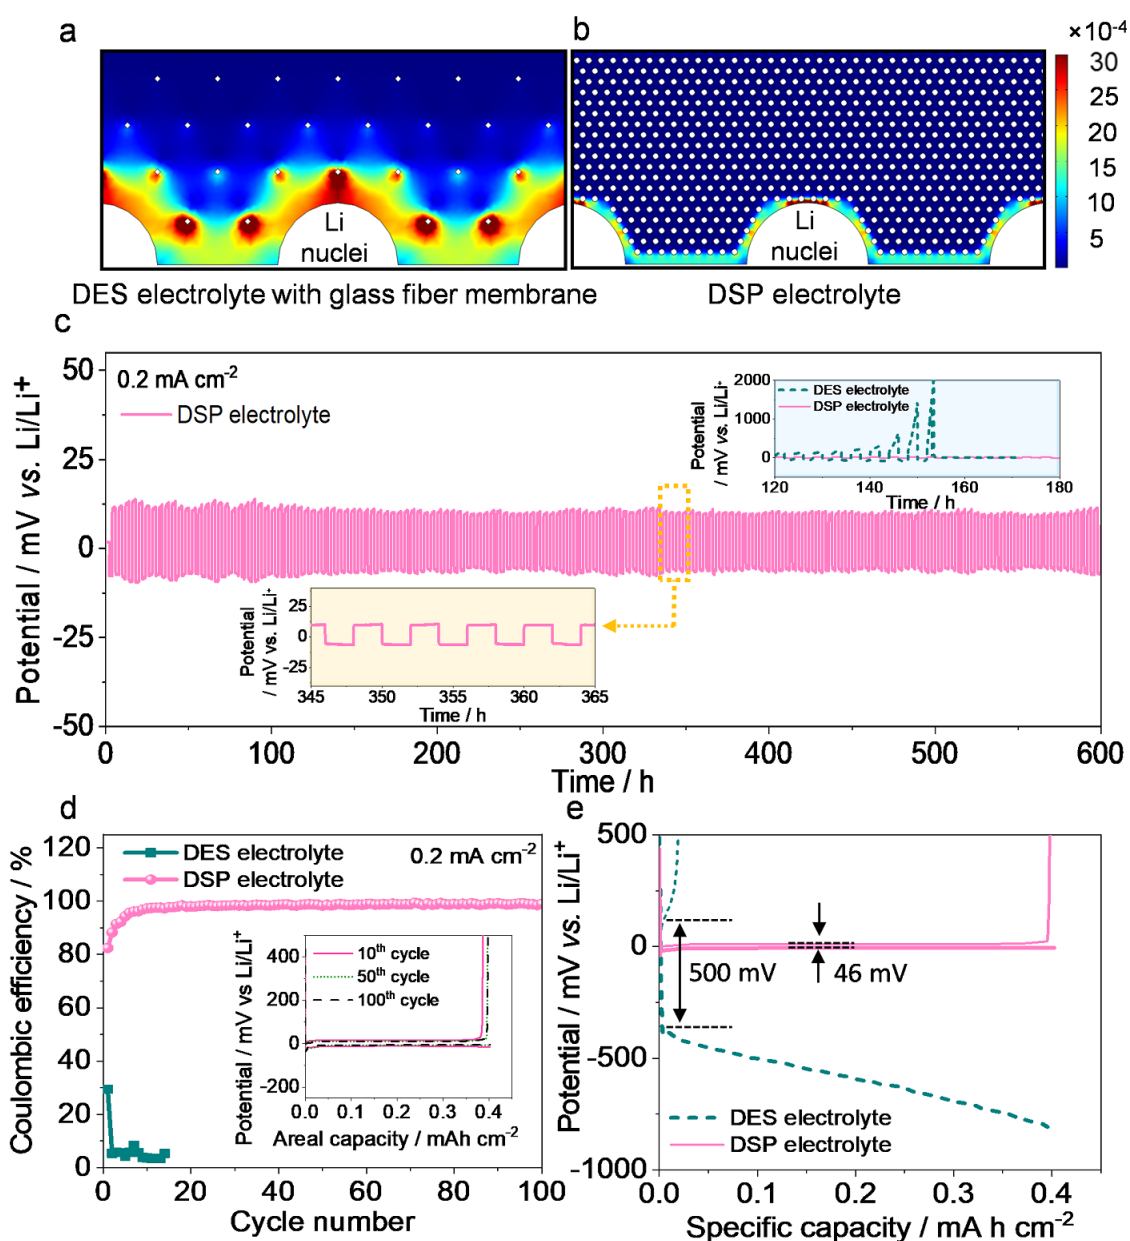 a
b
×10⁻⁴
30
25
20
15
10
5
Li
nuclei
Li
nuclei
DES electrolyte with glass fiber membrane
DSP electrolyte
c
0.2 mA cm⁻²
DSP electrolyte
Potential / mV vs. Li/Li⁺
50
25
0
-25
-50
0
100
200
300
400
500
600
Time / h
Potential
/ mV vs. Li/Li⁺
2000
1000
0
DES electrolyte
DSP electrolyte
120
140
160
180
Time / h
Potential
/ mV vs. Li/Li⁺
25
0
-25
345
350
355
360
365
Time / h
d
Coulombic efficiency / %
120
100
80
60
40
20
0
DES electrolyte
DSP electrolyte
0.2 mA cm⁻²
0
20
40
60
80
100
Cycle number
Potential / mV vs Li/Li⁺
400
200
0
-200
10th cycle
50th cycle
100th cycle
0.0
0.1
0.2
0.3
0.4
Areal capacity / mAh cm⁻²
e
Potential / mV vs. Li/Li⁺
500
0
-500
-1000
500 mV
46 mV
DES electrolyte
DSP electrolyte
0.0
0.1
0.2
0.3
0.4
Specific capacity / mA h cm⁻²